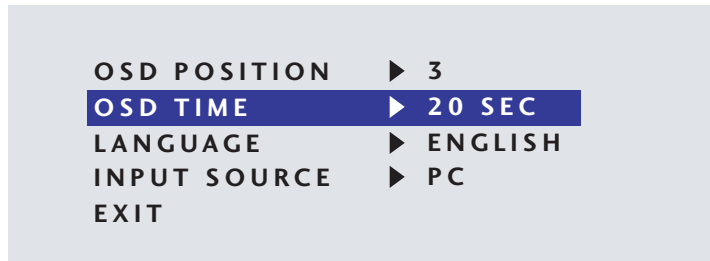 OSD POSITION ▶ 3
OSD TIME ▶ 20 SEC
LANGUAGE ▶ ENGLISH
INPUT SOURCE ▶ PC
EXIT